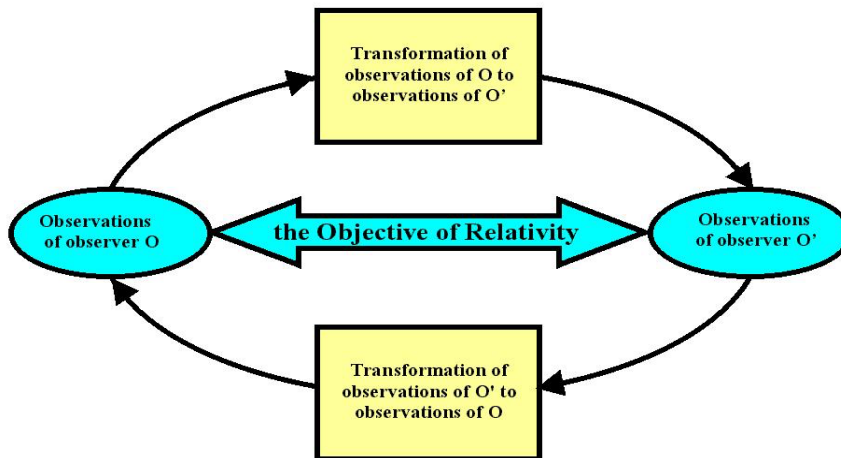 Transformation of
observations of O to
observations of O’
Observations
of observer O
the Objective of Relativity
Observations
of observer O’
Transformation of
observations of O' to
observations of O